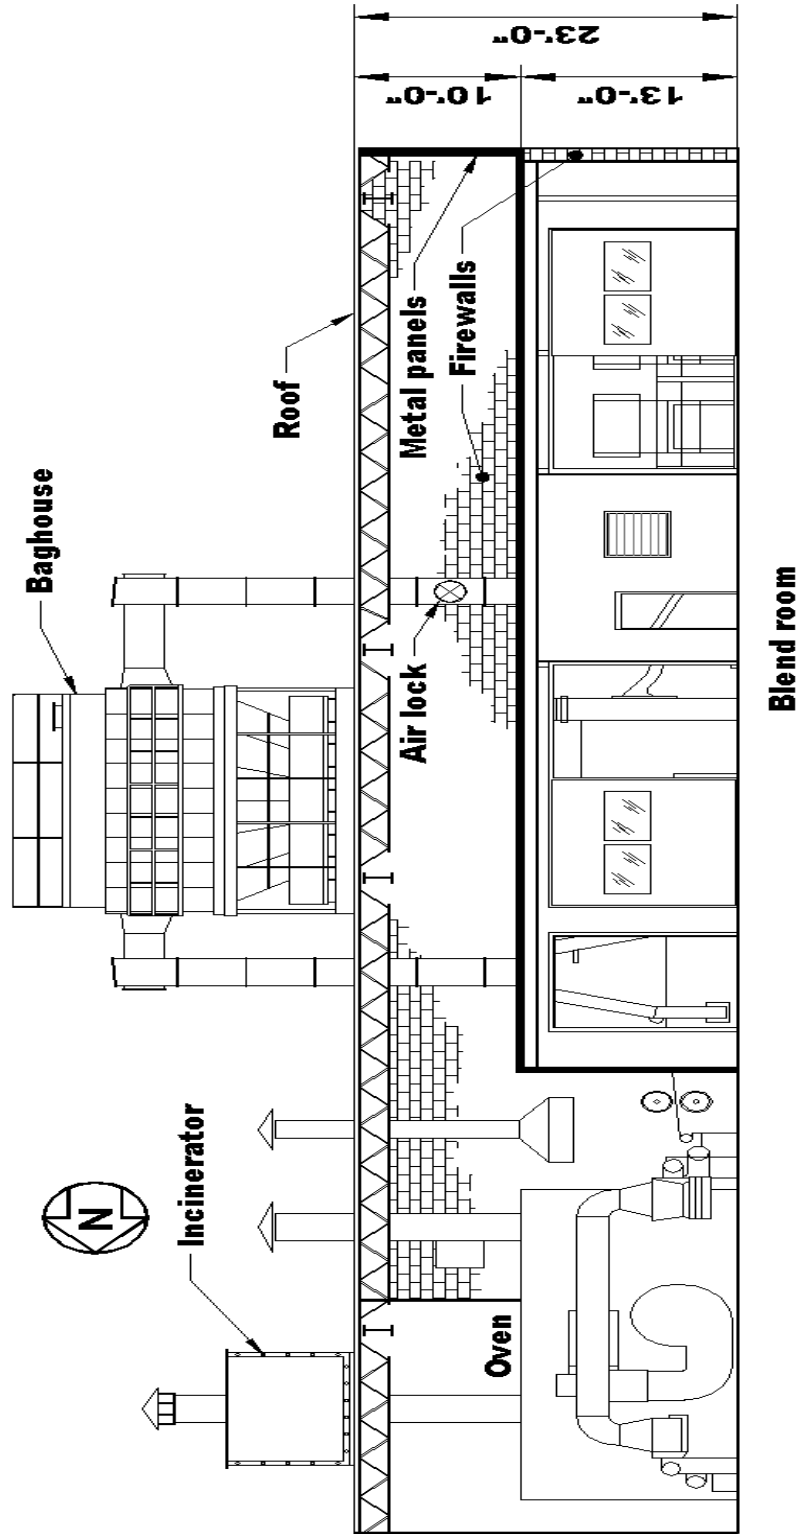 Baghouse
Roof
Incinerator
N
Air lock
Metal panels
Firewalls
Oven
Blend room
10'-0"
13'-0"
23'-0"